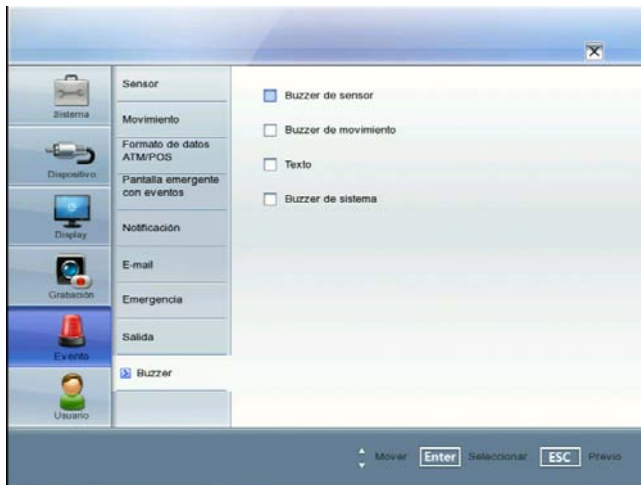 Sistema
Dispositivo
Display
Grabación
Evento
Usuario
Sensor
Movimiento
Formato de datos
ATM/POS
Pantalla emergente
con eventos
Notificación
E-mail
Emergencia
Salida
Buzzer
Buzzer de sensor
Buzzer de movimiento
Texto
Buzzer de sistema
Mover Enter Seleccionar ESC Previo